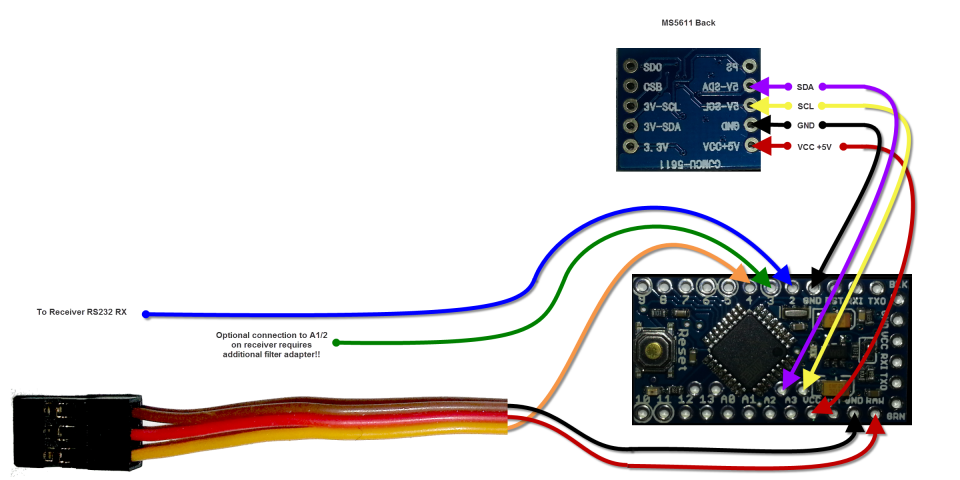 MS5611 Back
SDO PS
CSB 5V-SDA
3V-SCL 5V-SCL
3V-SDA GND
3.3V VCC+5V
GJMCU-5611
SDA
SCL
GND
VCC +5V
To Receiver RS232 RX
Optional connection to A1/2
on receiver requires
additional filter adapter!!
9 8 7 6 5 4 3 2 GND RST RXI TXO
BLK
VCC
RXI
TXO
Reset
10 11 12 13 A0 A1 A2 A3 VCC GND RAW
GRN